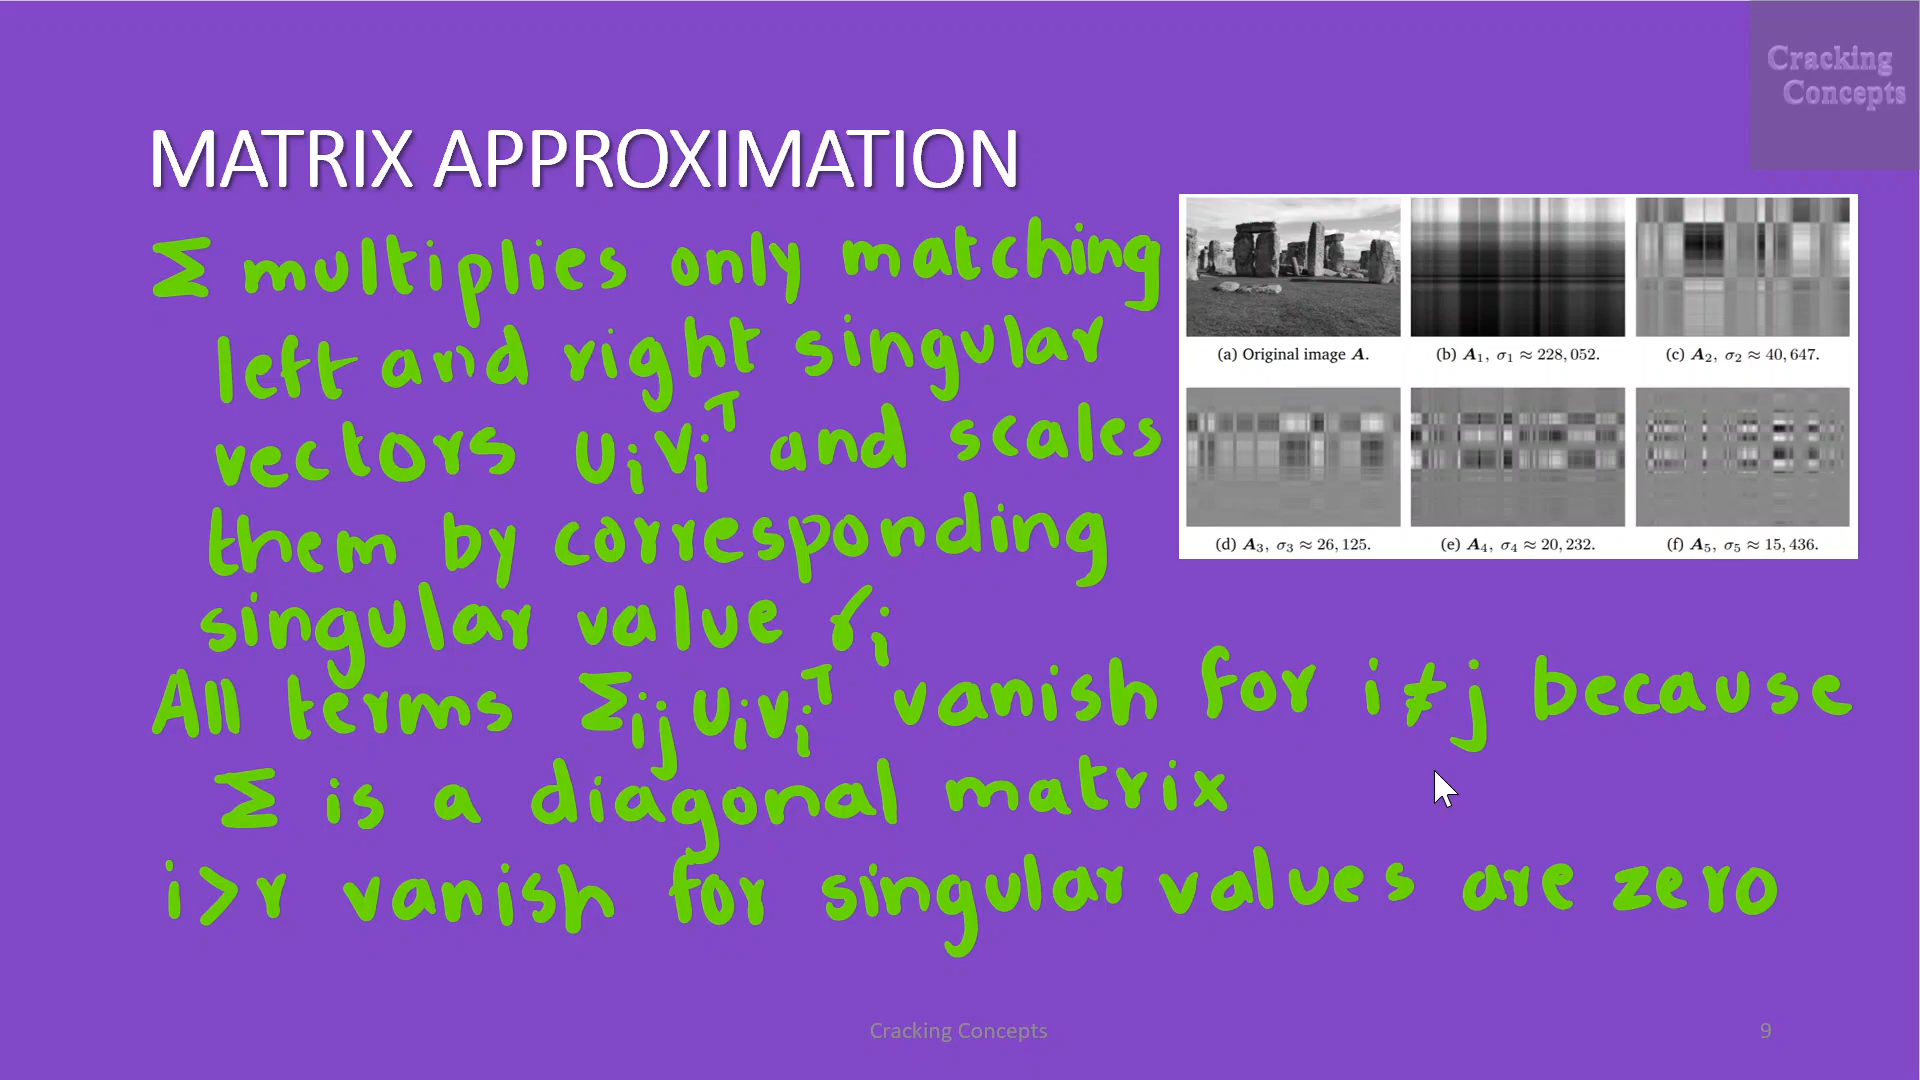 Cracking
Concepts
MATRIX APPROXIMATION
Σ multiplies only matching
left and right singular
vectors uᵢvᵢᵀ and scales
them by corresponding
singular value σᵢ
All terms Σᵢⱼuᵢvᵢᵀ vanish for i ≠ j because
Σ is a diagonal matrix
i > r vanish for singular values are zero
(a) Original image A.
(b) A₁, σ₁ ≈ 228, 052.
(c) A₂, σ₂ ≈ 40, 647.
(d) A₃, σ₃ ≈ 26, 125.
(e) A₄, σ₄ ≈ 20, 232.
(f) A₅, σ₅ ≈ 15, 436.
Cracking Concepts
9